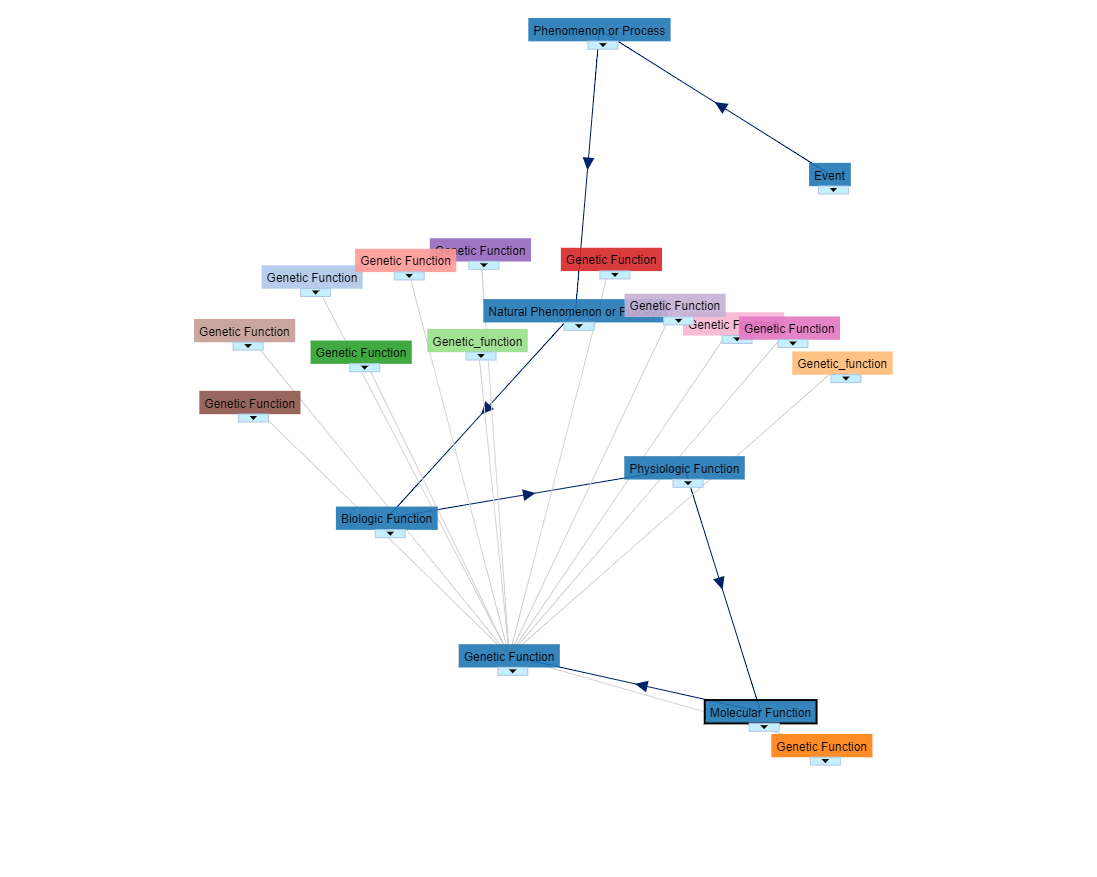 Phenomenon or Process
Event
Genetic Function
Genetic Function
Genetic Function
Genetic Function
Natural Phenomenon or
Genetic Function
Genetic
Genetic Function
Genetic Function
Genetic_function
Genetic Function
Genetic_function
Genetic Function
Physiologic Function
Biologic Function
Genetic Function
Molecular Function
Genetic Function